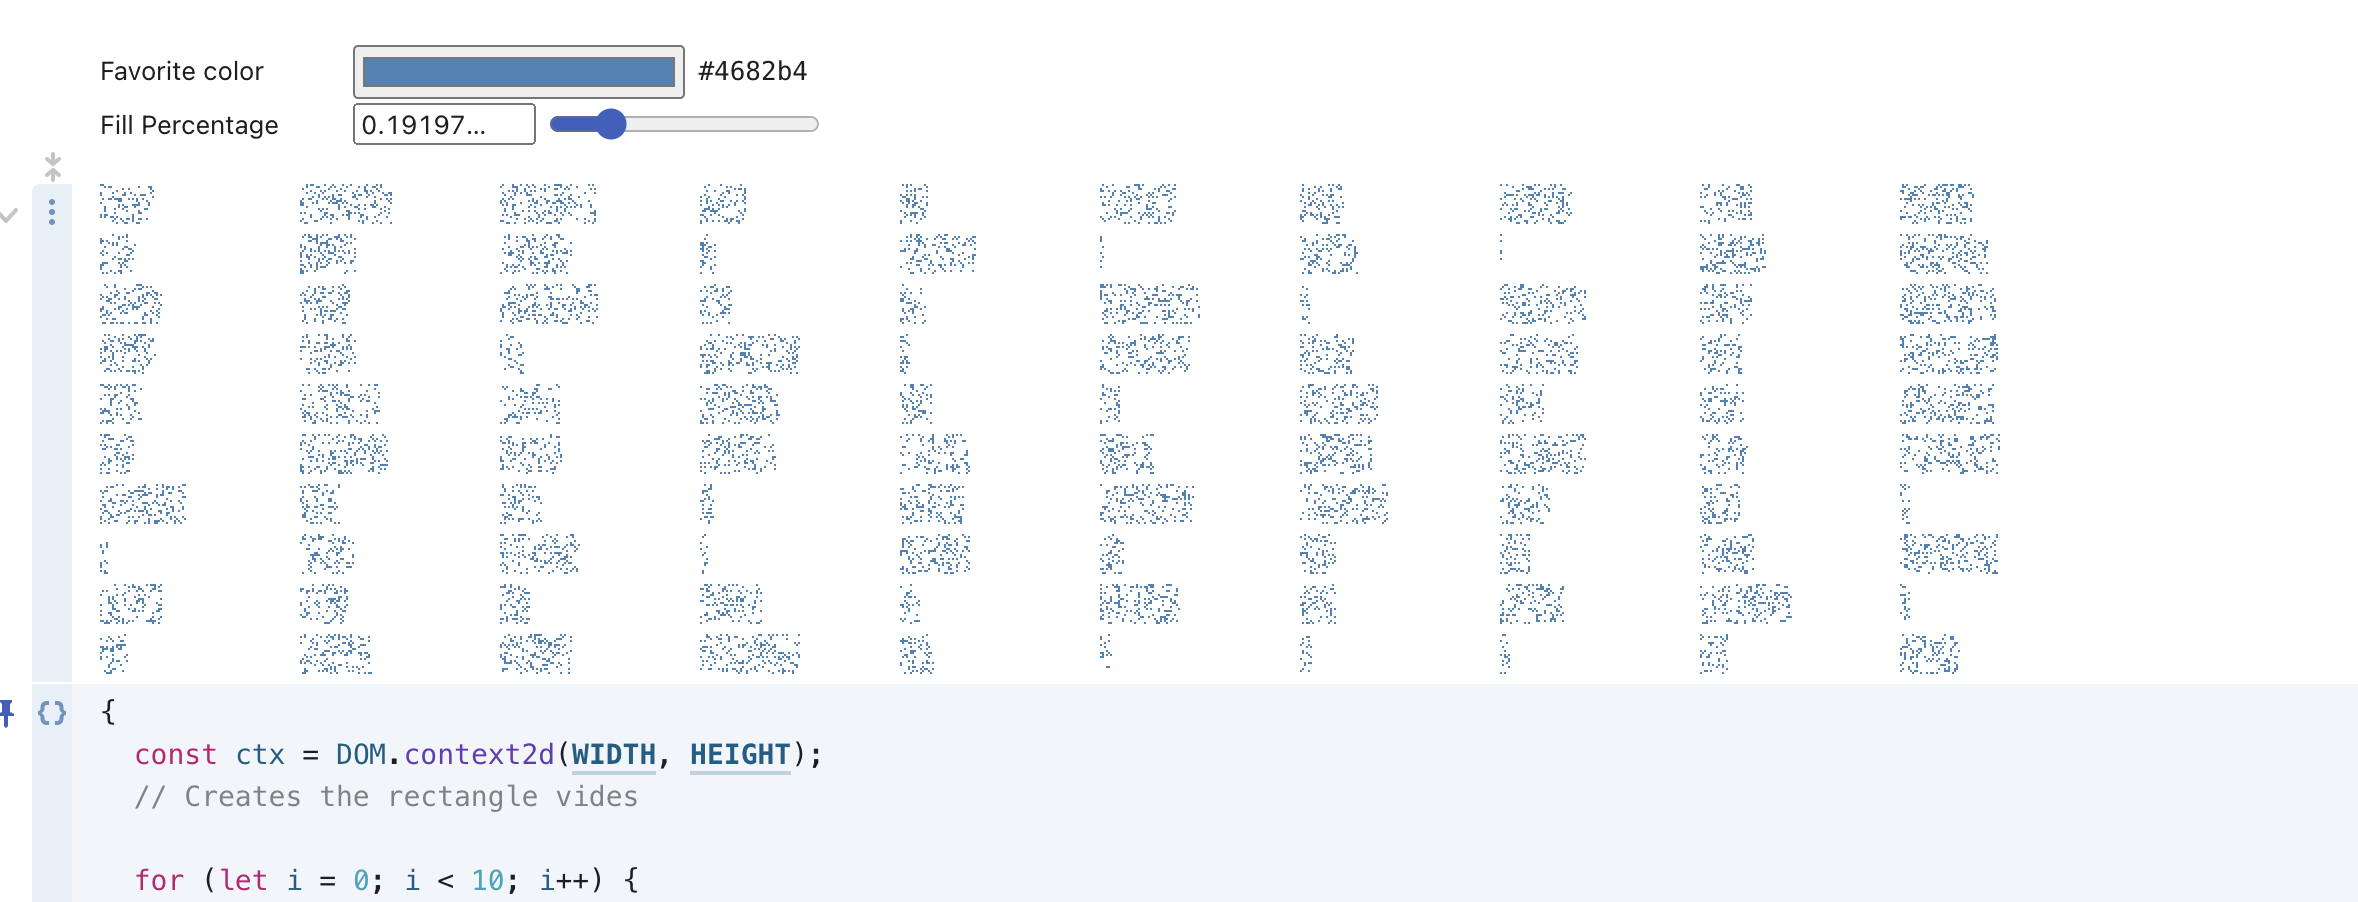 Favorite color #4682b4
Fill Percentage 0.19197...
{
const ctx = DOM.context2d(WIDTH, HEIGHT);
// Creates the rectangle vides
for (let i = 0; i < 10; i++) {